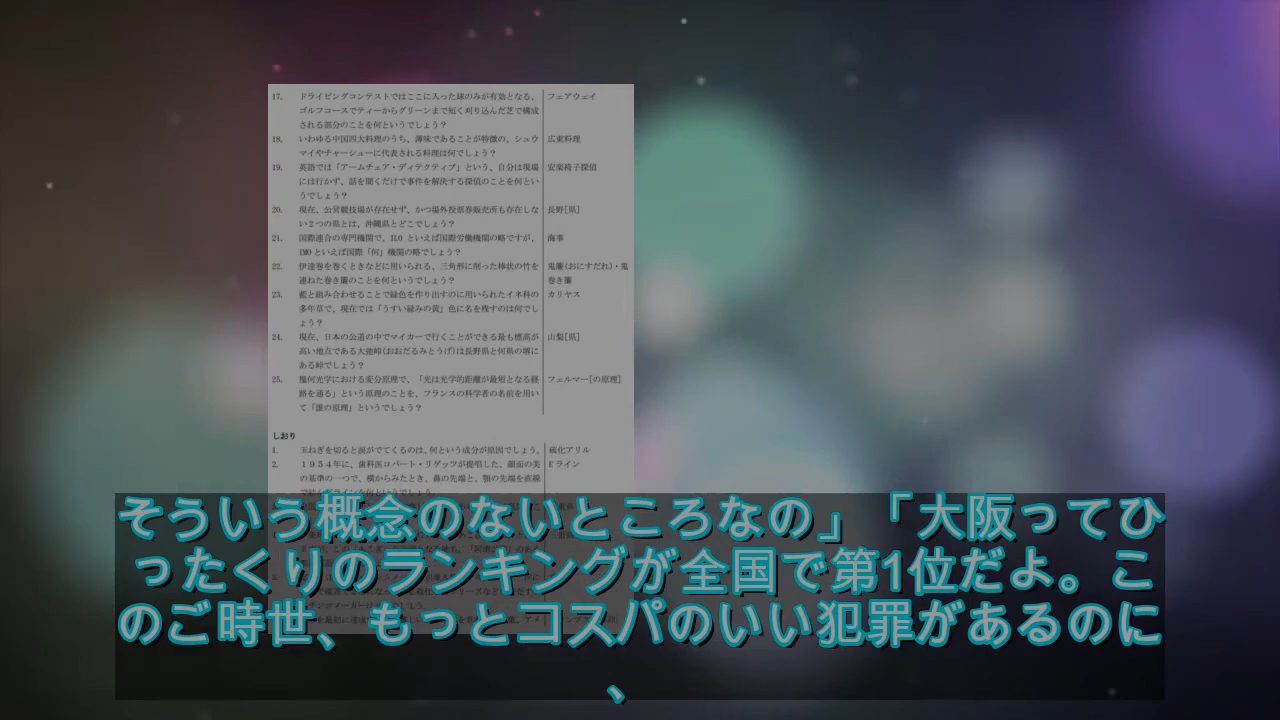 17. ドライビングコンテストではここに入った球のみが有効となる、 フェアウェイ
ゴルフコースでティーからグリーンまで短く刈り込んだ芝で構成
される部分のことを何というでしょう？
18. いわゆる中国四大料理のうち、薄味であることが特徴の、シュウ 広東料理
マイやチャーシューに代表される料理は何でしょう？
19. 英語では「アームチェア・ディテクティブ」という、自分は現場 安楽椅子探偵
には行かず、話を聞くだけで事件を解決する探偵のことを何とい
うでしょう？
20. 現在、公営競技場が存在せず、かつ場外投票券販売所も存在しな 長野[県]
い２つの県とは、沖縄県とどこでしょう？
21. 国際連合の専門機関で、ILO といえば国際労働機関の略ですが、 海事
IMO といえば国際「何」機関の略でしょう？
22. 伊達巻を巻くときなどに用いられる、三角形に削った棒状の竹を 鬼簾(おにすだれ)・鬼
連ねた巻き簾のことを何というでしょう？ 巻き簾
23. 藍と組み合わせることで緑色を作り出すのに用いられたイネ科の カリヤス
多年草で、現在では「うすい緑みの黄」色に名を残すのは何でし
ょう？
24. 現在、日本の公道の中でマイカーで行くことができる最も標高が 山梨[県]
高い地点である大弛峠(おおだるみとうげ)は長野県と何県の堺に
ある峠でしょう？
25. 幾何光学における変分原理で、「光は光学的距離が最短となる経 フェルマー[の原理]
路を通る」という原理のことを、フランスの科学者の名前を用い
て「誰の原理」というでしょう？
しおり
1. 玉ねぎを切ると涙がでてくるのは、何という成分が原因でしょう。 硫化アリル
2. １９５４年に、歯科医ロバート・リゲッツが提唱した、顔面の美 Ｅライン
の基準の一つで、横からみたとき、鼻の先端と、顎の先端を直線
そういう概念のないところなの」「大阪ってひ
ったくりのランキングが全国で第1位だよ。こ
のご時世、もっとコスパのいい犯罪があるのに
、